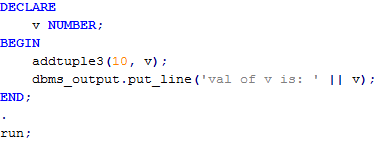 DECLARE
    v NUMBER;
BEGIN
    addtuple3(10, v);
    dbms_output.put_line('val of v is: ' || v);
END;
.
run;